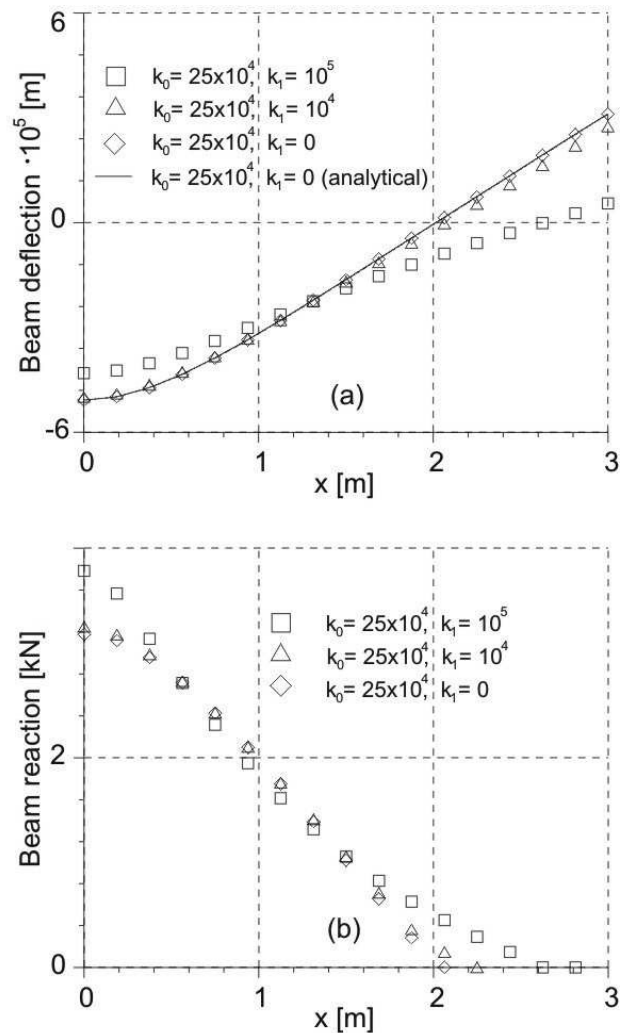 6
k₀= 25x10⁴, k₁= 10⁵
k₀= 25x10⁴, k₁= 10⁴
k₀= 25x10⁴, k₁= 0
k₀= 25x10⁴, k₁= 0 (analytical)
Beam deflection ·10⁵ [m]
0
(a)
-6
0 1 2 3
x [m]
k₀= 25x10⁴, k₁= 10⁵
k₀= 25x10⁴, k₁= 10⁴
k₀= 25x10⁴, k₁= 0
Beam reaction [kN]
2
(b)
0
0 1 2 3
x [m]